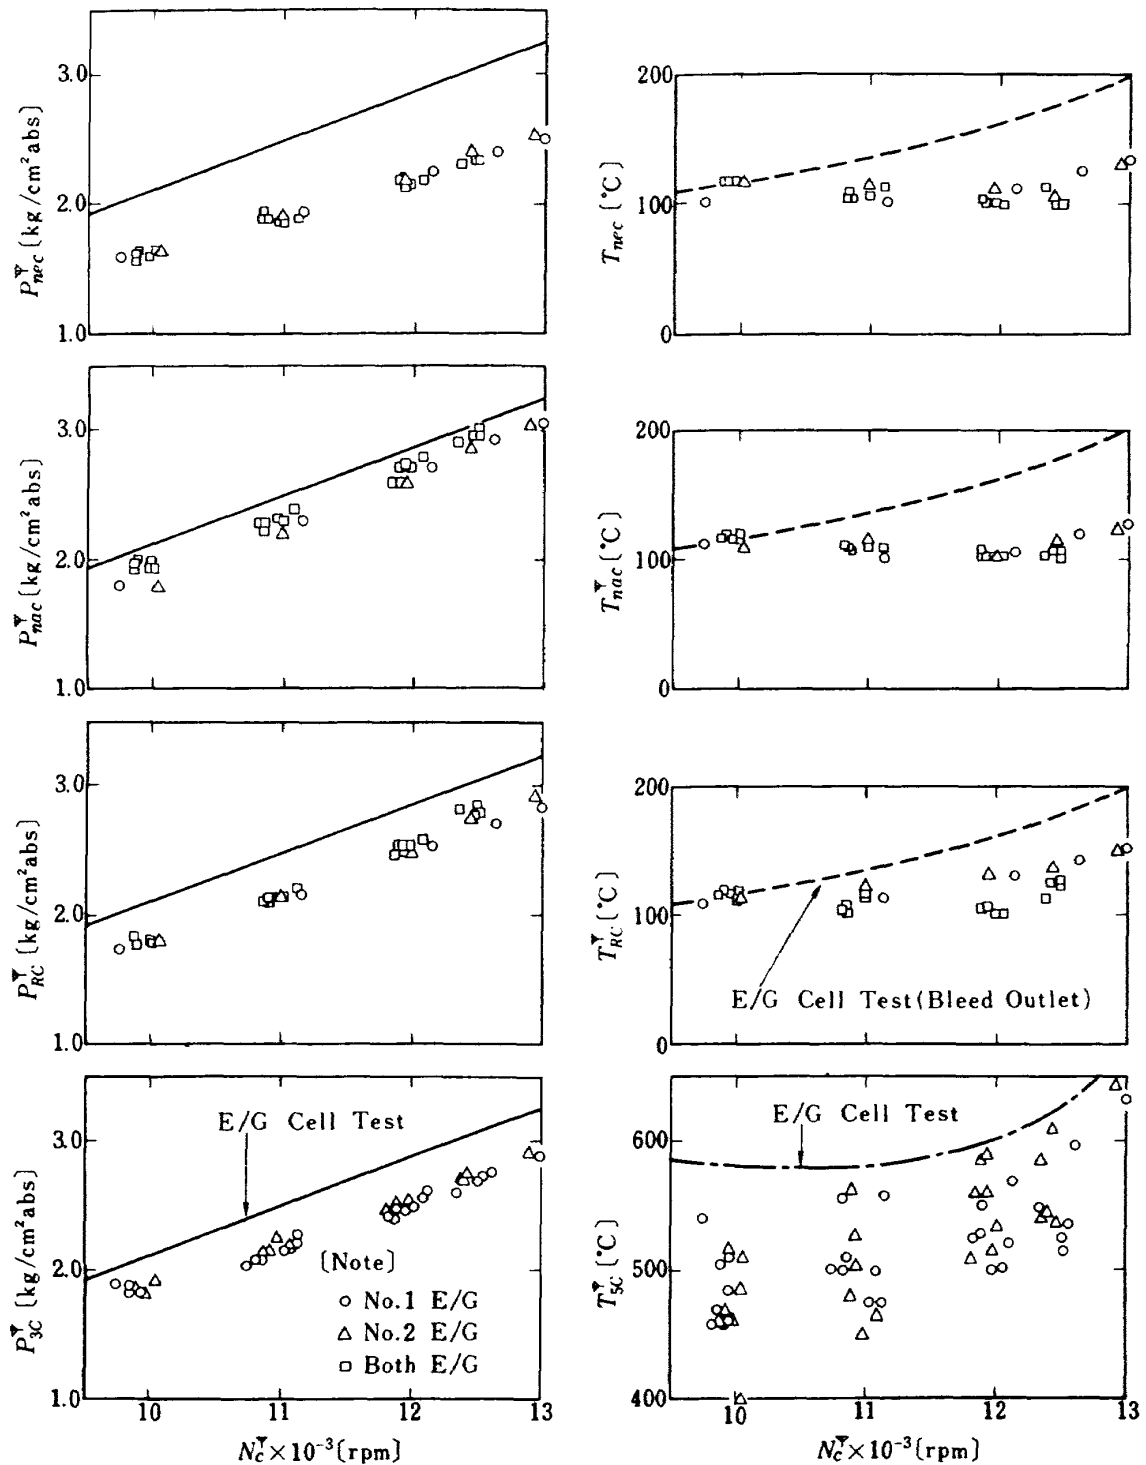 3.0
2.0
1.0
P*nec [kg/cm²abs]
200
100
0
Tnec [°C]
3.0
2.0
1.0
P*nac [kg/cm²abs]
200
100
0
T*nac [°C]
3.0
2.0
1.0
P*RC [kg/cm²abs]
200
100
0
T*RC [°C]
E/G Cell Test(Bleed Outlet)
3.0
2.0
1.0
P*3C [kg/cm²abs]
E/G Cell Test
[Note]
○ No.1 E/G
△ No.2 E/G
□ Both E/G
10 11 12 13
N*c×10⁻³[rpm]
600
500
400
T*5C [°C]
E/G Cell Test
10 11 12 13
N*c×10⁻³[rpm]